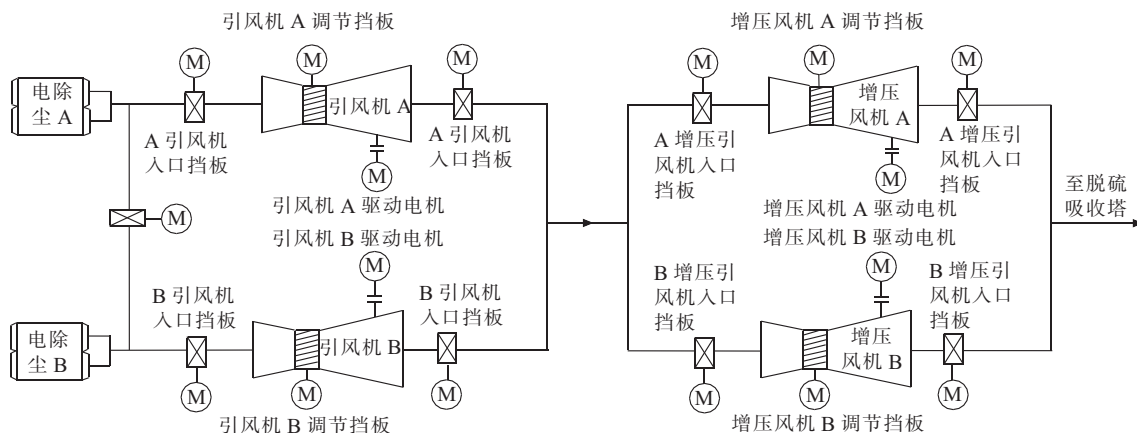 引风机 A 调节挡板
增压风机 A 调节挡板
M
M
M
M
M
M
电除
尘 A
引风机 A
增压
风机 A
A 引风机
入口挡板
A 引风机
入口挡板
A 增压引
风机入口
挡板
A 增压引
风机入口
挡板
M
M
引风机 A 驱动电机
增压风机 A 驱动电机
至脱硫
吸收塔
M
引风机 B 驱动电机
增压风机 B 驱动电机
M
M
B 引风机
入口挡板
B 引风机
入口挡板
B 增压引
风机入口
挡板
B 增压引
风机入口
挡板
电除
尘 B
引风机 B
增压
风机 B
M
M
M
M
M
M
引风机 B 调节挡板
增压风机 B 调节挡板